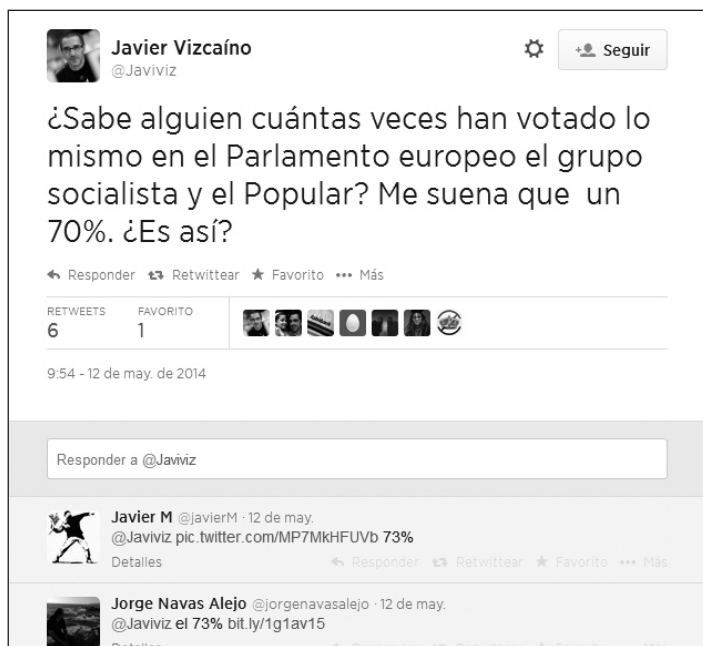 Javier Vizcaíno
@Javiviz
Seguir
¿Sabe alguien cuántas veces han votado lo
mismo en el Parlamento europeo el grupo
socialista y el Popular? Me suena que un
70%. ¿Es así?
Responder Retwittear Favorito Más
RETWEETS FAVORITO
6 1
9:54 - 12 de may. de 2014
Responder a @Javiviz
Javier M @javierM · 12 de may.
@Javiviz pic.twitter.com/MP7MkHFUVb 73%
Detalles Responder Retwittear Favorito Más
Jorge Navas Alejo @jorgenavasalejo · 12 de may.
@Javiviz el 73% bit.ly/1g1av15